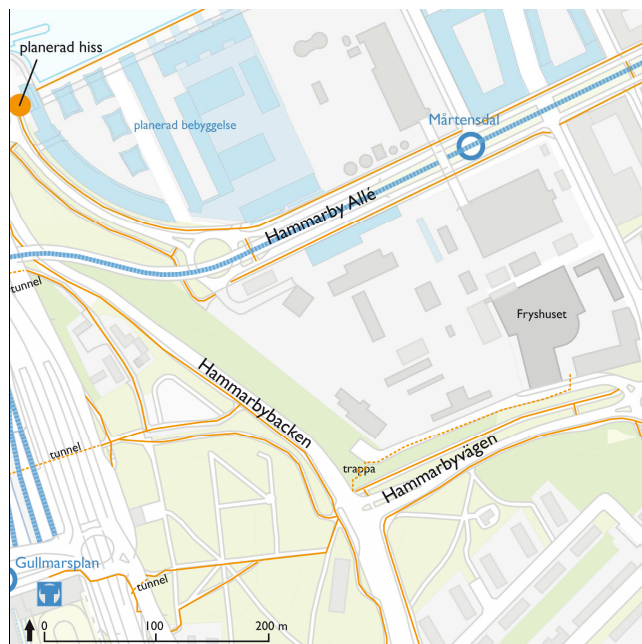 planerad hiss
planerad bebyggelse
Mårtensdal
Hammarby Allé
tunnel
Fryshuset
Hammarbybacken
tunnel
trappa
Hammarbyvägen
Gullmarsplan
tunnel
0 100 200 m